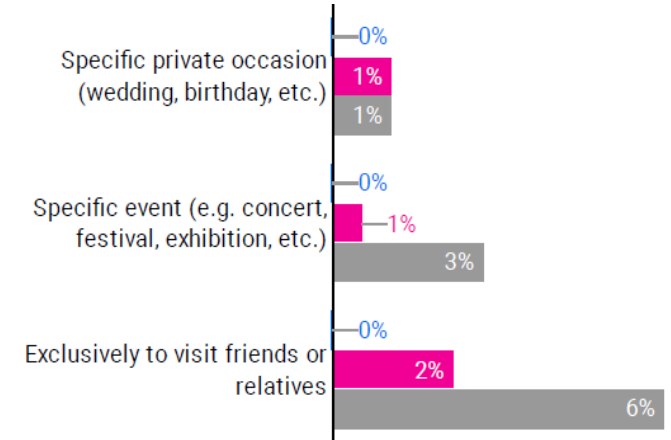 0%
Specific private occasion
(wedding, birthday, etc.)
1%
1%
0%
Specific event (e.g. concert,
festival, exhibition, etc.)
1%
3%
0%
Exclusively to visit friends or
relatives
2%
6%